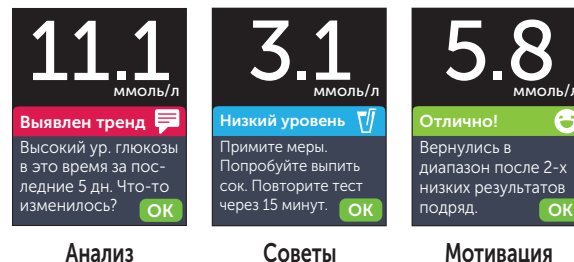 11.1
ммоль/л
Выявлен тренд
Высокий ур. глюкозы
в это время за пос-
ледние 5 дн. Что-то
изменилось?
OK
Анализ
3.1
ммоль/л
Низкий уровень
Примите меры.
Попробуйте выпить
сок. Повторите тест
через 15 минут.
OK
Советы
5.8
ммоль/л
Отлично!
Вернулись в
диапазон после 2-х
низких результатов
подряд.
OK
Мотивация